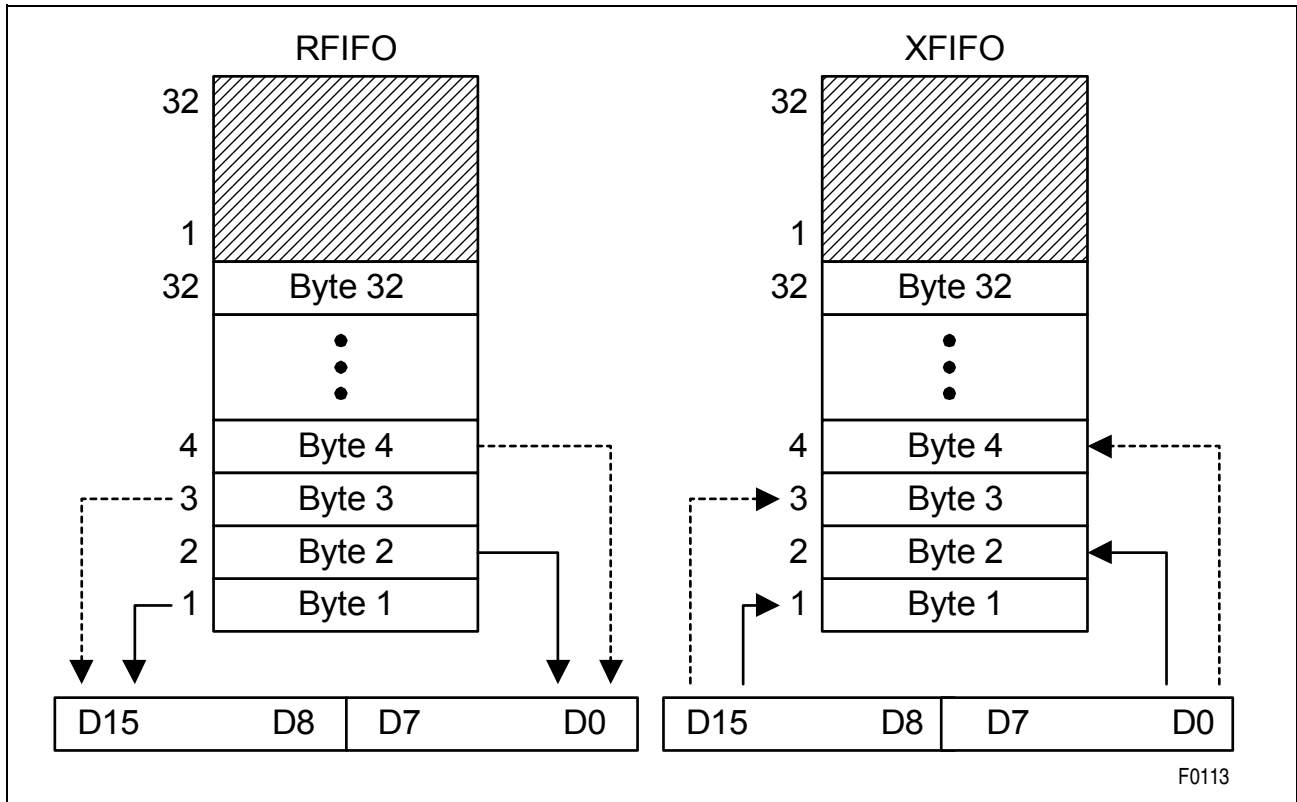 RFIFO XFIFO
32 32
1 1
32 Byte 32 32 Byte 32
4 Byte 4 4 Byte 4
3 Byte 3 3 Byte 3
2 Byte 2 2 Byte 2
1 Byte 1 1 Byte 1
D15 D8 D7 D0 D15 D8 D7 D0
F0113